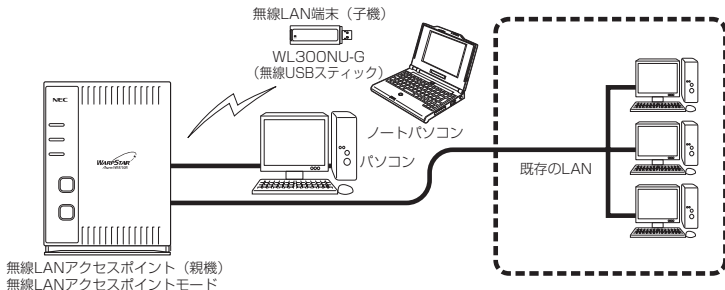 無線LAN端末（子機）
WL300NU-G
（無線USBスティック）
NEC
WARPSTAR
ノートパソコン
パソコン
既存のLAN
無線LANアクセスポイント（親機）
無線LANアクセスポイントモード